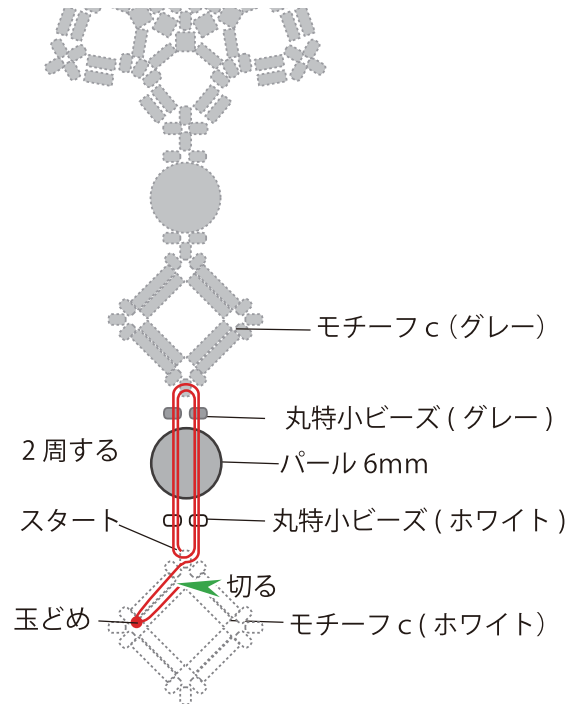 モチーフ c（グレー）
丸特小ビーズ ( グレー )
2 周する
パール 6mm
スタート
丸特小ビーズ ( ホワイト )
切る
玉どめ
モチーフ c ( ホワイト）